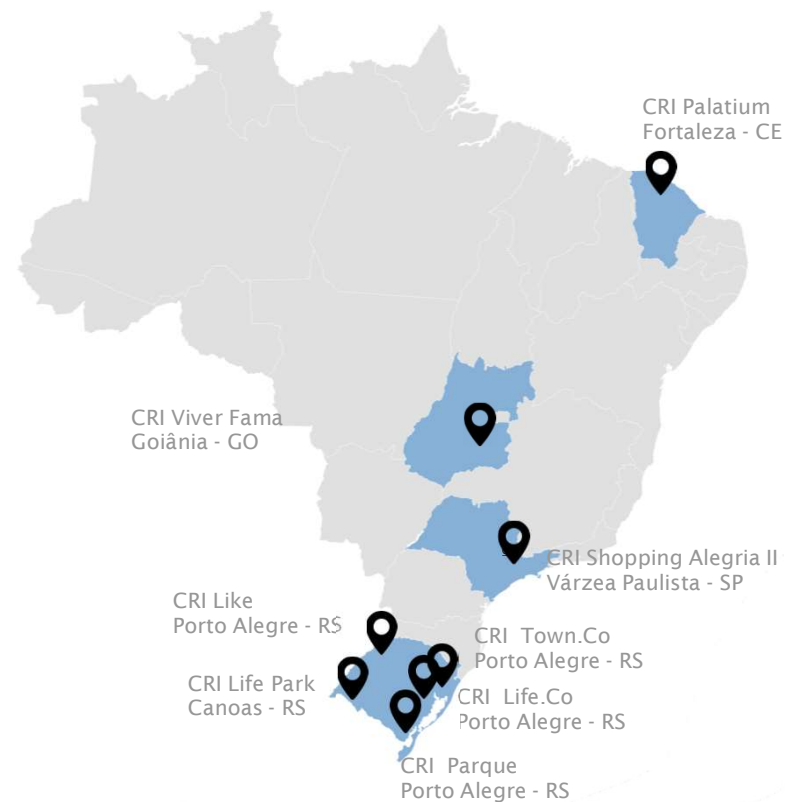 CRI Palatium
Fortaleza - CE
CRI Viver Fama
Goiânia - GO
CRI Shopping Alegria II
Várzea Paulista - SP
CRI Like
Porto Alegre - RS
CRI Town.Co
Porto Alegre - RS
CRI Life Park
Canoas - RS
CRI Life.Co
Porto Alegre - RS
CRI Parque
Porto Alegre - RS